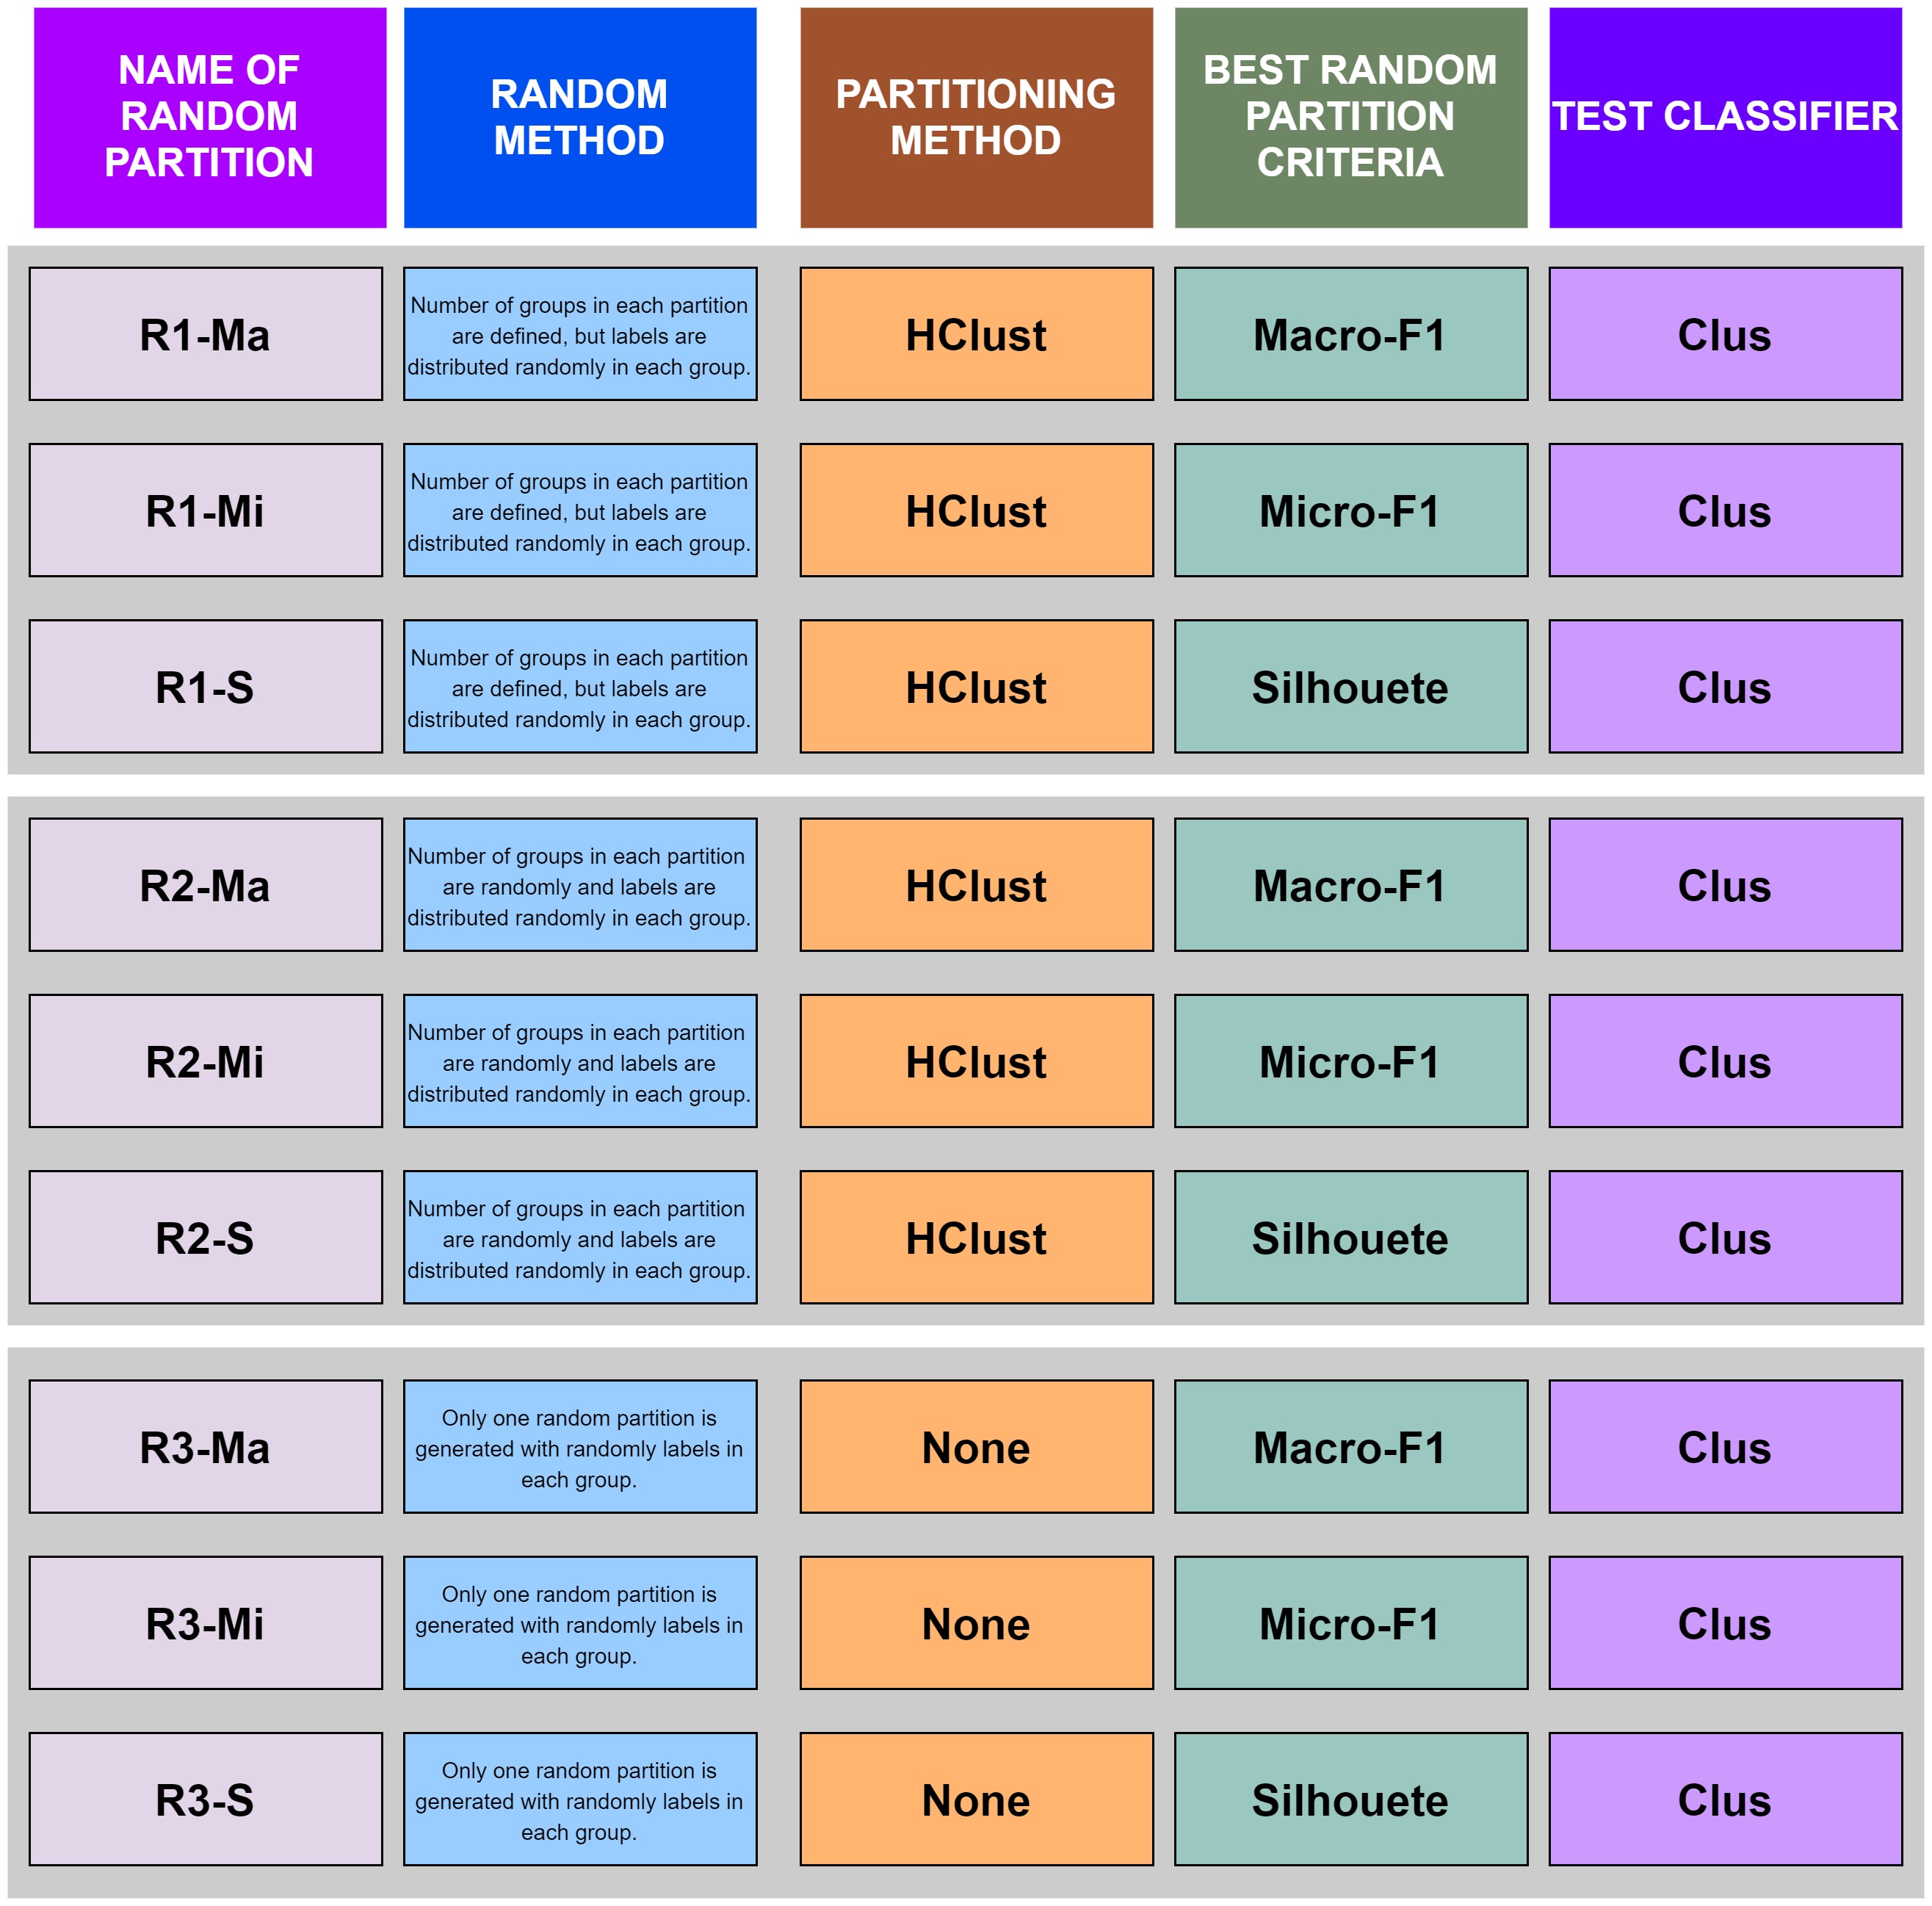 NAME OF
RANDOM
PARTITION
RANDOM
METHOD
PARTITIONING
METHOD
BEST RANDOM
PARTITION
CRITERIA
TEST CLASSIFIER
R1-Ma
Number of groups in each partition
are defined, but labels are
distributed randomly in each group.
HClust
Macro-F1
Clus
R1-Mi
Number of groups in each partition
are defined, but labels are
distributed randomly in each group.
HClust
Micro-F1
Clus
R1-S
Number of groups in each partition
are defined, but labels are
distributed randomly in each group.
HClust
Silhouete
Clus
R2-Ma
Number of groups in each partition
are randomly and labels are
distributed randomly in each group.
HClust
Macro-F1
Clus
R2-Mi
Number of groups in each partition
are randomly and labels are
distributed randomly in each group.
HClust
Micro-F1
Clus
R2-S
Number of groups in each partition
are randomly and labels are
distributed randomly in each group.
HClust
Silhouete
Clus
R3-Ma
Only one random partition is
generated with randomly labels in
each group.
None
Macro-F1
Clus
R3-Mi
Only one random partition is
generated with randomly labels in
each group.
None
Micro-F1
Clus
R3-S
Only one random partition is
generated with randomly labels in
each group.
None
Silhouete
Clus